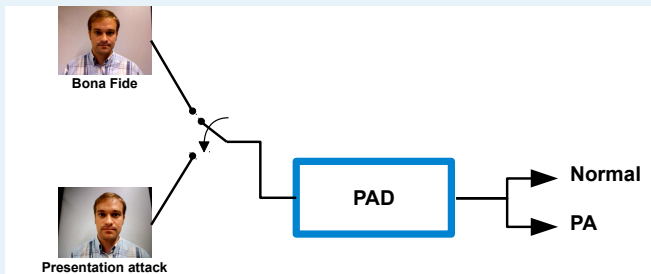 Bona Fide
Presentation attack
PAD
Normal
PA